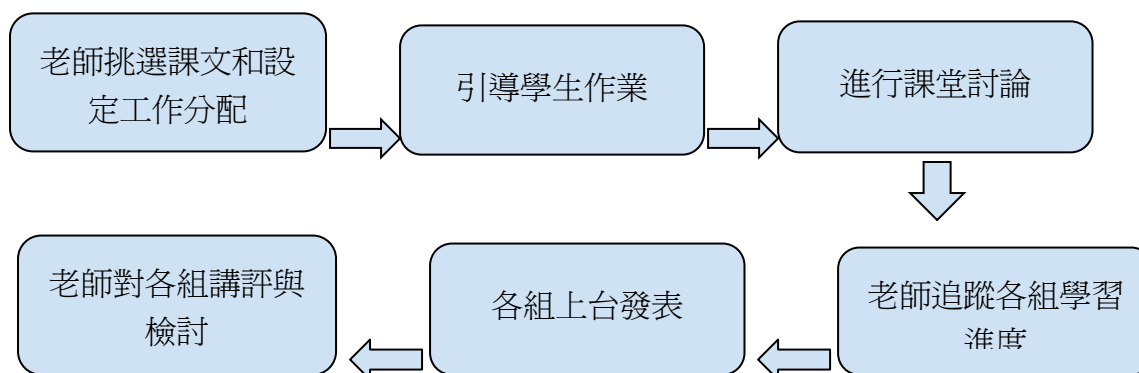 老師挑選課文和設
定工作分配
引導學生作業
進行課堂討論
老師追蹤各組學習
進度
各組上台發表
老師對各組講評與
檢討